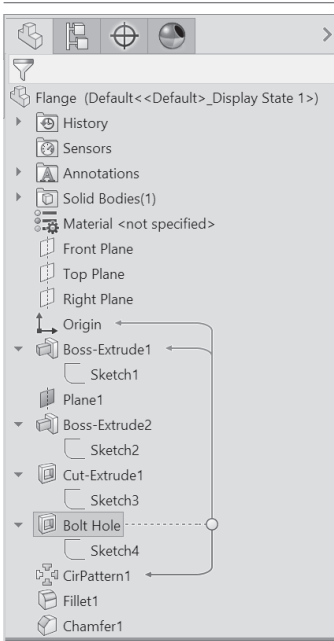 Flange (Default<<Default>_Display State 1>)
History
Sensors
Annotations
Solid Bodies(1)
Material <not specified>
Front Plane
Top Plane
Right Plane
Origin
Boss-Extrude1
Sketch1
Plane1
Boss-Extrude2
Sketch2
Cut-Extrude1
Sketch3
Bolt Hole
Sketch4
CirPattern1
Fillet1
Chamfer1